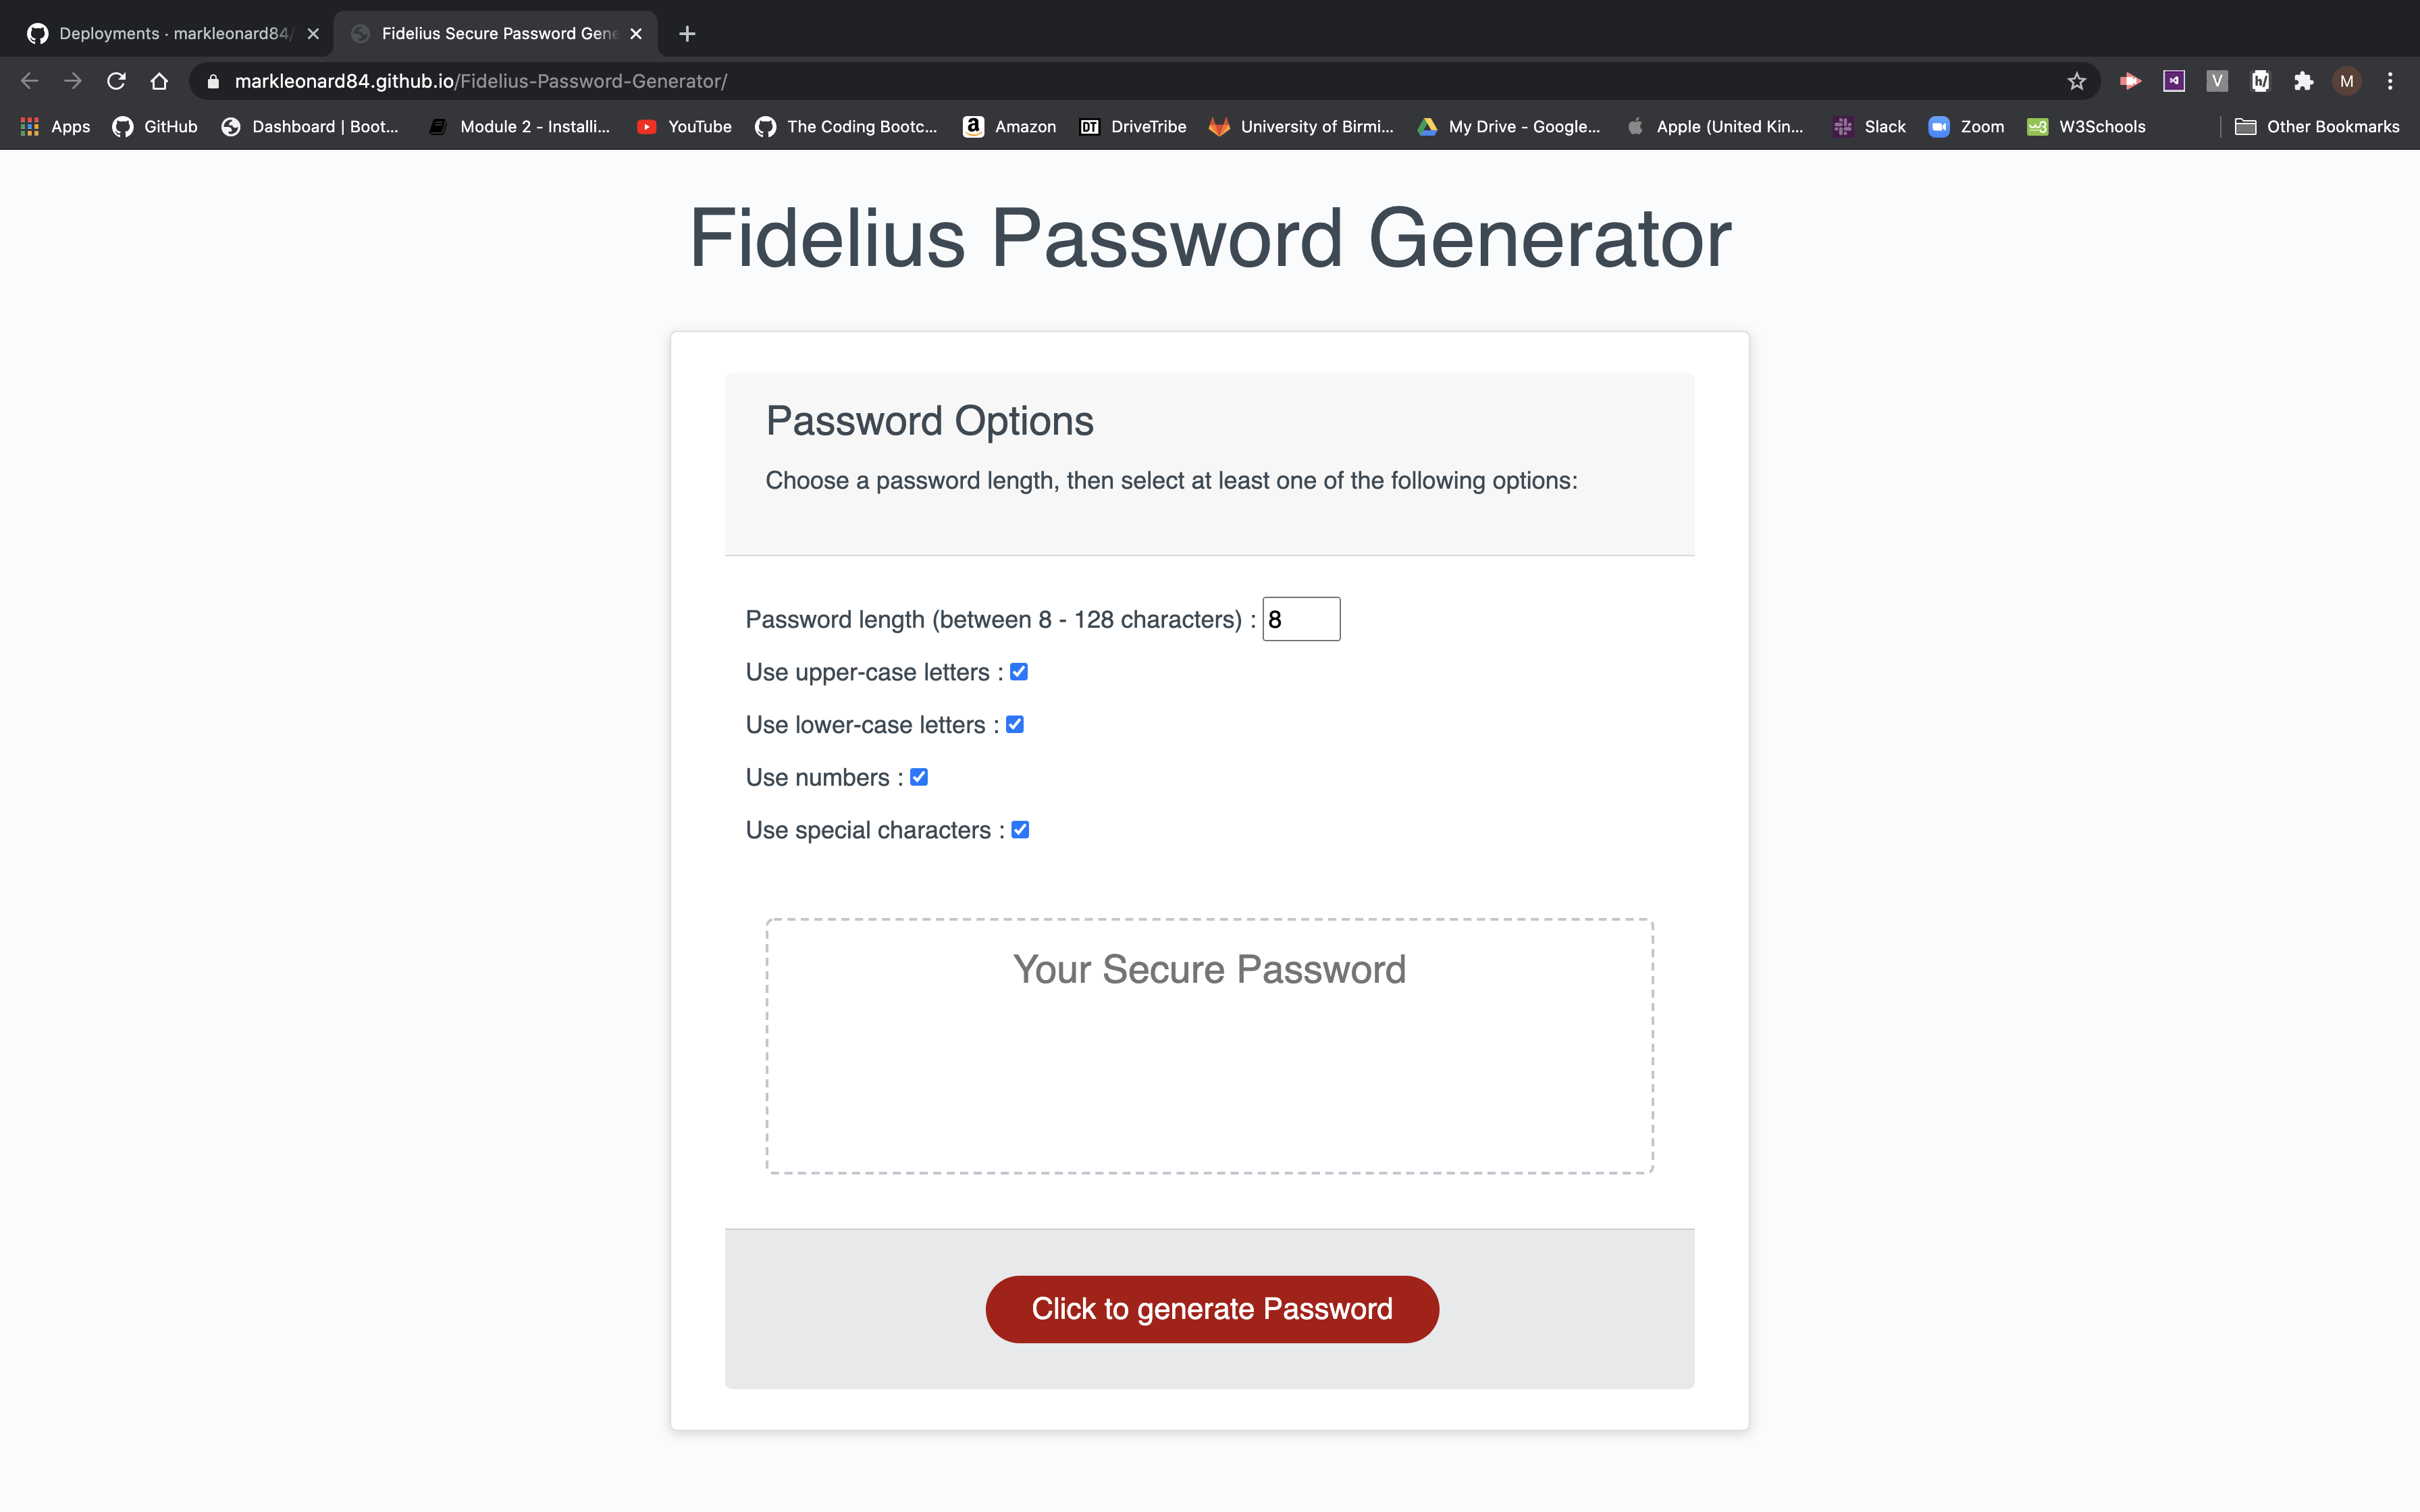 Deployments · markleonard84/
Fidelius Secure Password Gene
markleonard84.github.io/Fidelius-Password-Generator/
V
h/
M
Apps
GitHub
Dashboard | Boot...
Module 2 - Installi...
YouTube
The Coding Bootc...
a
Amazon
DT
DriveTribe
University of Birmi...
My Drive - Google...
Apple (United Kin...
Slack
Zoom
W3Schools
Other Bookmarks
Fidelius Password Generator
Password Options
Choose a password length, then select at least one of the following options:
Password length (between 8 - 128 characters) : 8
Use upper-case letters :
Use lower-case letters :
Use numbers :
Use special characters :
Your Secure Password
Click to generate Password